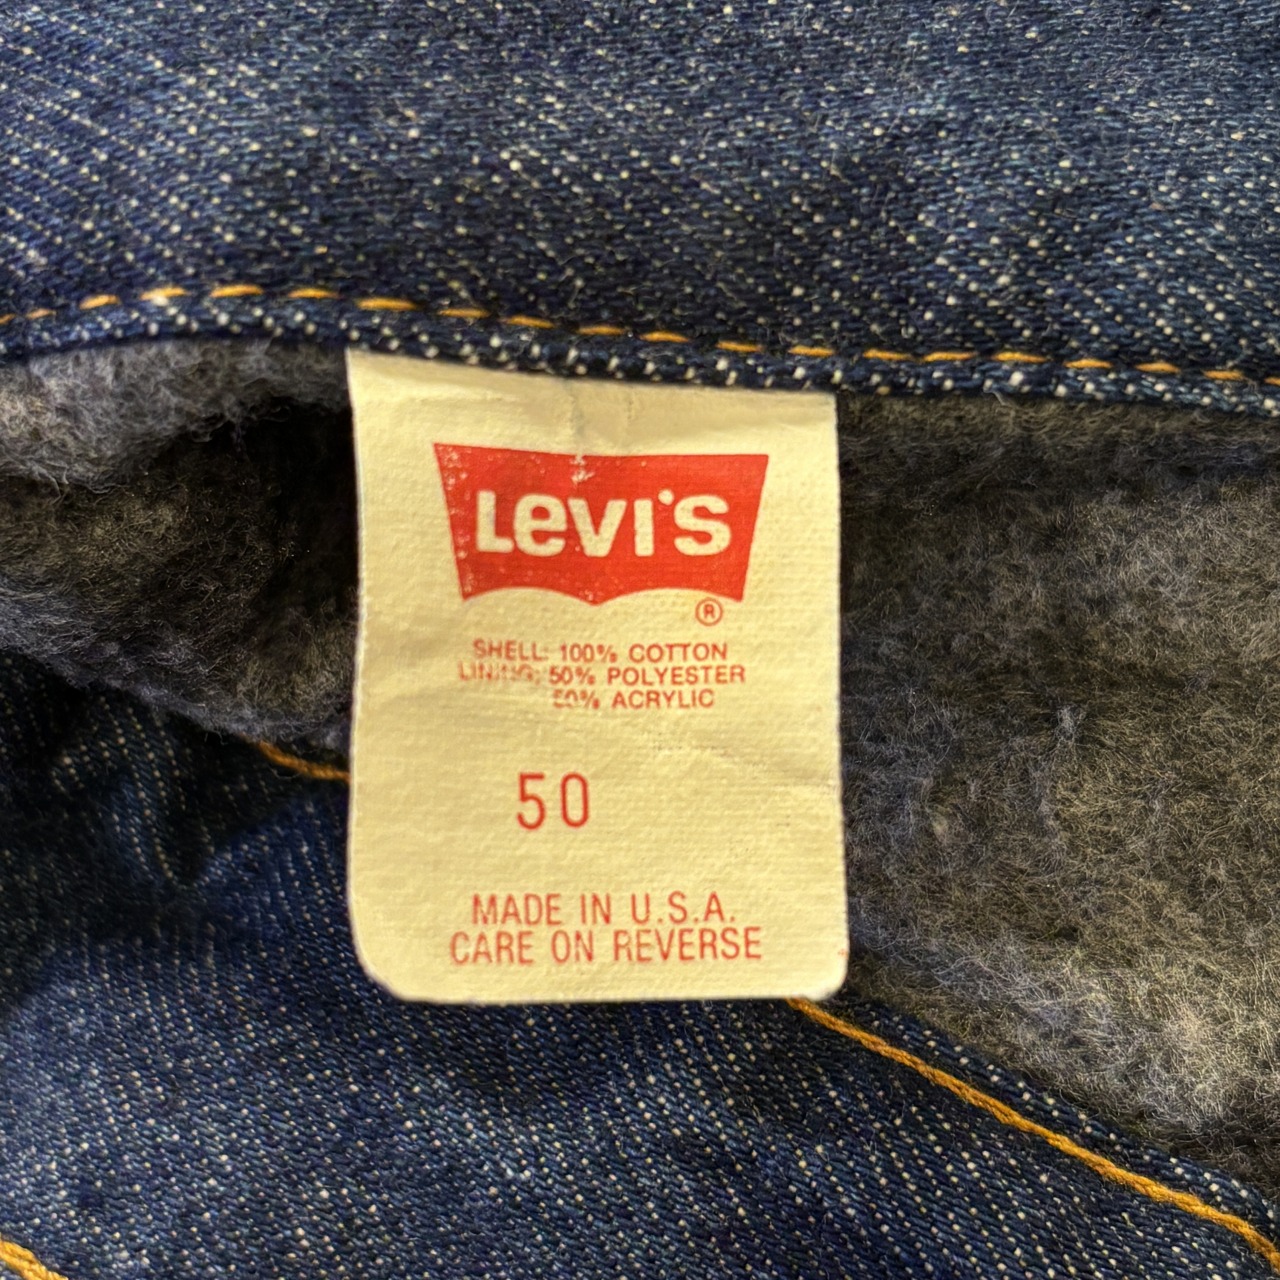 LEVI'S
®
SHELL: 100% COTTON
LINING: 50% POLYESTER
50% ACRYLIC
50
MADE IN U.S.A.
CARE ON REVERSE